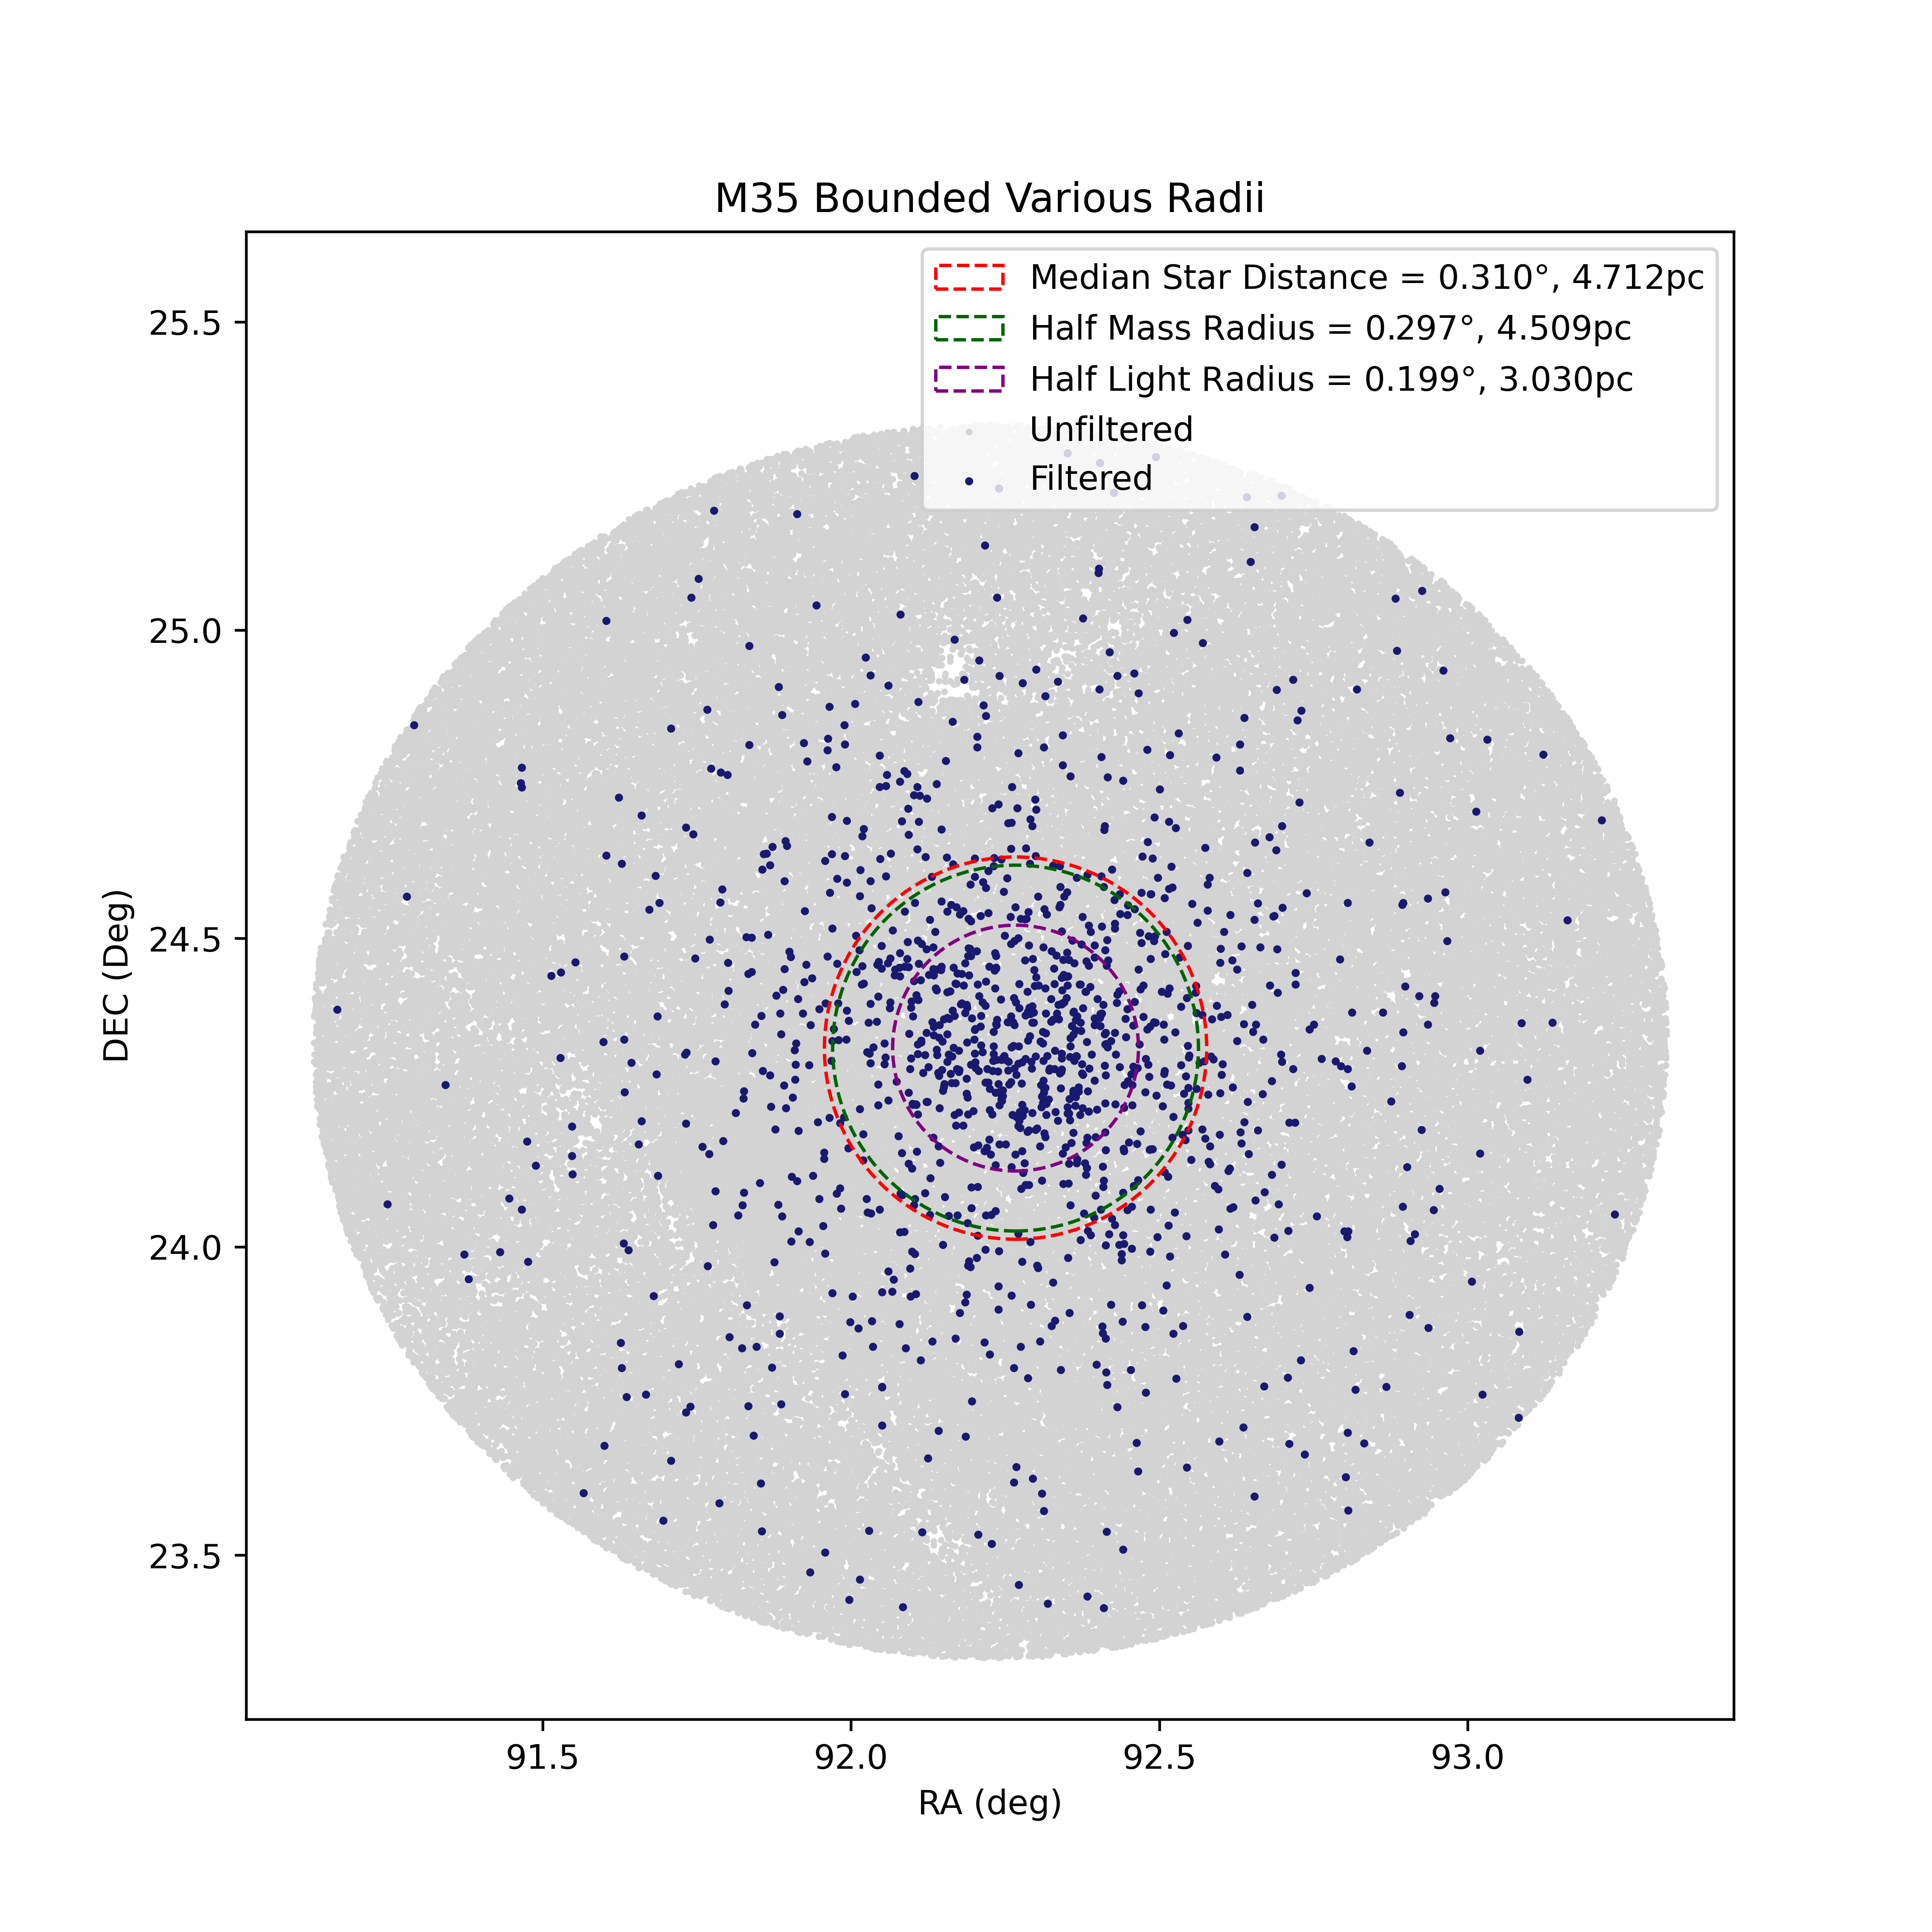 M35 Bounded Various Radii
Median Star Distance = 0.310°, 4.712pc
Half Mass Radius = 0.297°, 4.509pc
Half Light Radius = 0.199°, 3.030pc
Unfiltered
Filtered
25.5
25.0
24.5
24.0
23.5
DEC (Deg)
91.5 92.0 92.5 93.0
RA (deg)